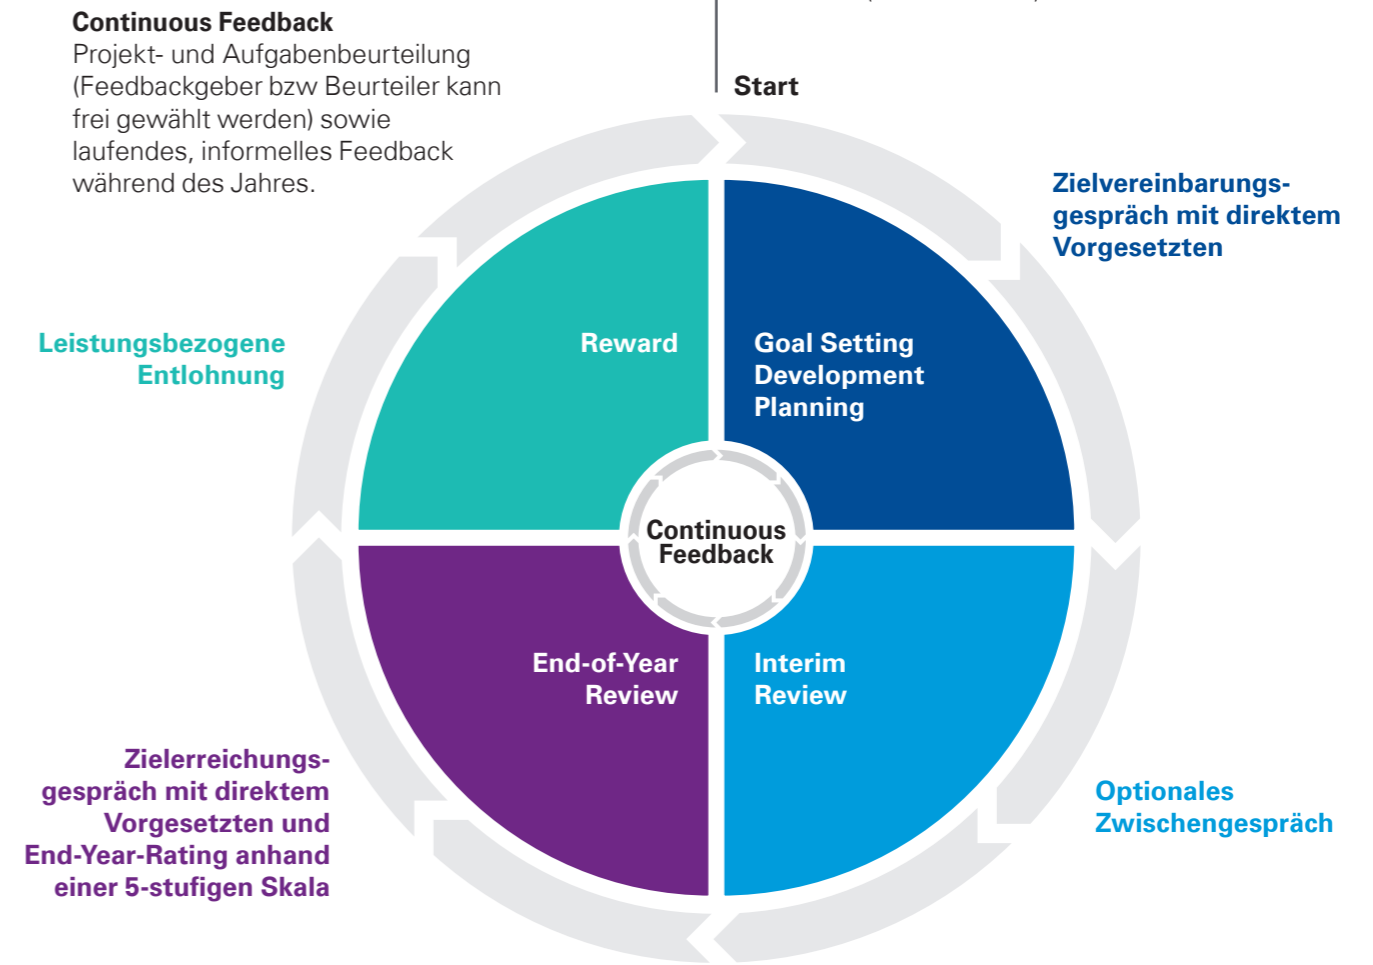 Continuous Feedback
Projekt- und Aufgabenbeurteilung
(Feedbackgeber bzw Beurteiler kann
frei gewählt werden) sowie
laufendes, informelles Feedback
während des Jahres.
Start
Zielvereinbarungs-
gespräch mit direktem
Vorgesetzten
Leistungsbezogene
Entlohnung
Reward
Goal Setting
Development
Planning
Continuous
Feedback
End-of-Year
Review
Interim
Review
Zielerreichungs-
gespräch mit direktem
Vorgesetzten und
End-Year-Rating anhand
einer 5-stufigen Skala
Optionales
Zwischengespräch